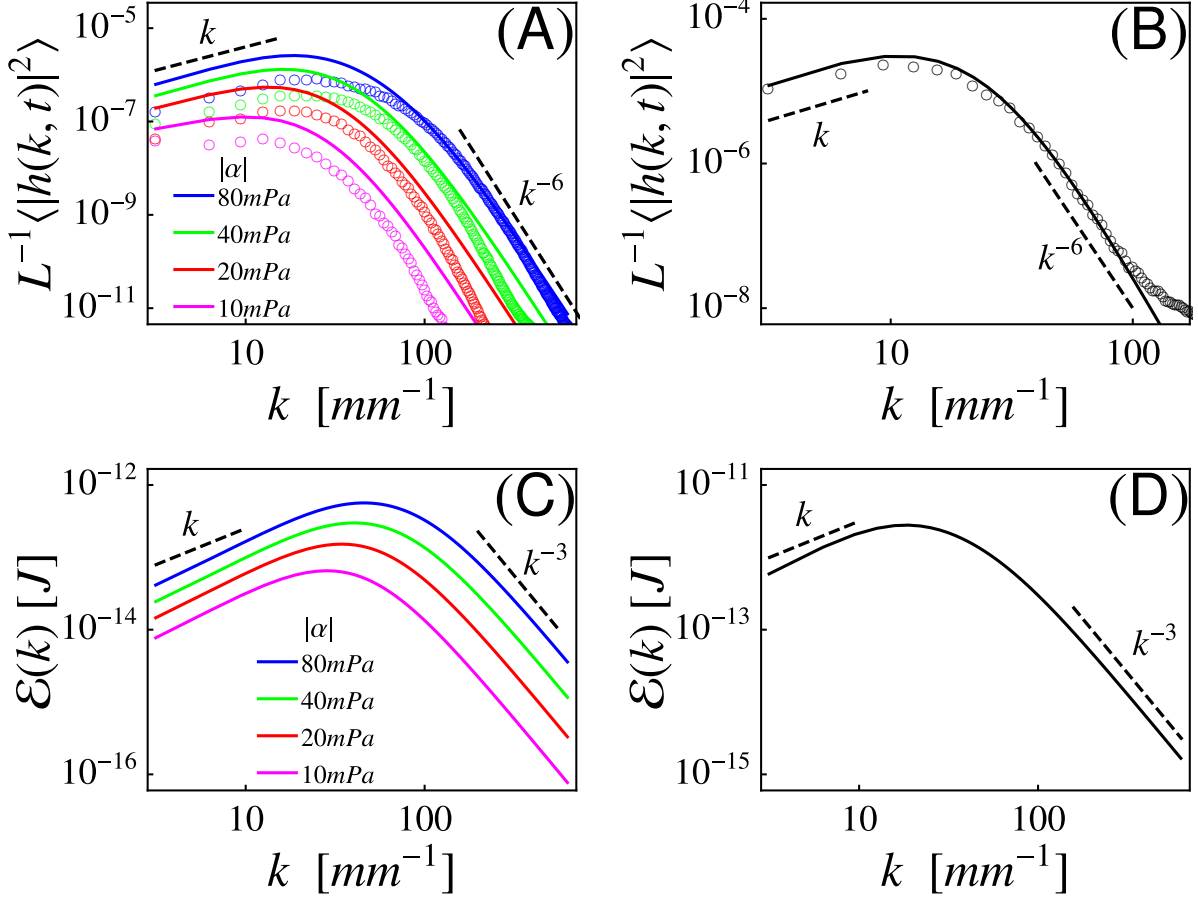 (A)
10⁻⁵
10⁻⁷
10⁻⁹
10⁻¹¹
L⁻¹⟨|h(k, t)|²⟩
k
k⁻⁶
|α|
80mPa
40mPa
20mPa
10mPa
10
100
k [mm⁻¹]
(B)
10⁻⁴
10⁻⁶
10⁻⁸
L⁻¹⟨|h(k, t)|²⟩
k
k⁻⁶
10
100
k [mm⁻¹]
(C)
10⁻¹²
10⁻¹⁴
10⁻¹⁶
ℰ(k) [J]
k
k⁻³
|α|
80mPa
40mPa
20mPa
10mPa
10
100
k [mm⁻¹]
(D)
10⁻¹¹
10⁻¹³
10⁻¹⁵
ℰ(k) [J]
k
k⁻³
10
100
k [mm⁻¹]